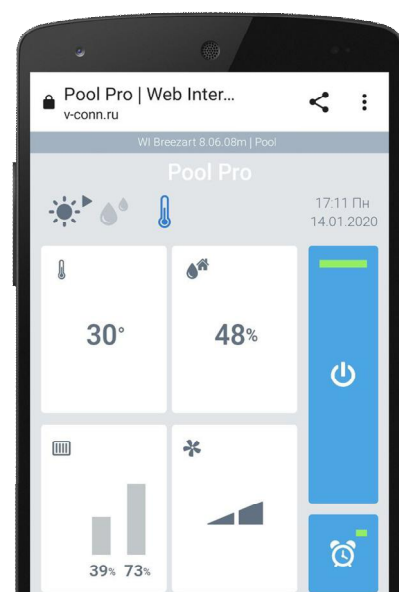 Pool Pro | Web Inter...
v-conn.ru
WI Breezart 8.06.08m | Pool
Pool Pro
17:11 Пн
14.01.2020
30°
48%
39% 73%